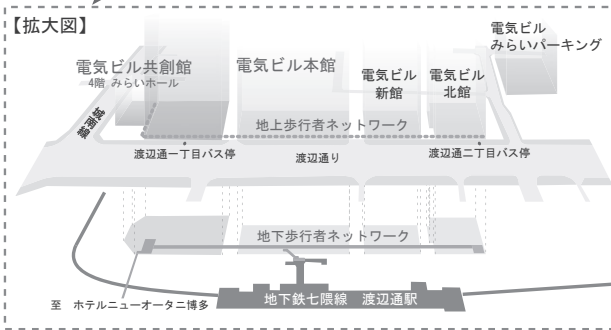 【拡大図】
電気ビル
みらいパーキング
電気ビル共創館
4階 みらいホール
電気ビル本館
電気ビル
新館
電気ビル
北館
城南線
地上歩行者ネットワーク
渡辺通一丁目バス停
渡辺通り
渡辺通二丁目バス停
地下歩行者ネットワーク
至 ホテルニューオータニ博多
地下鉄七隈線 渡辺通駅